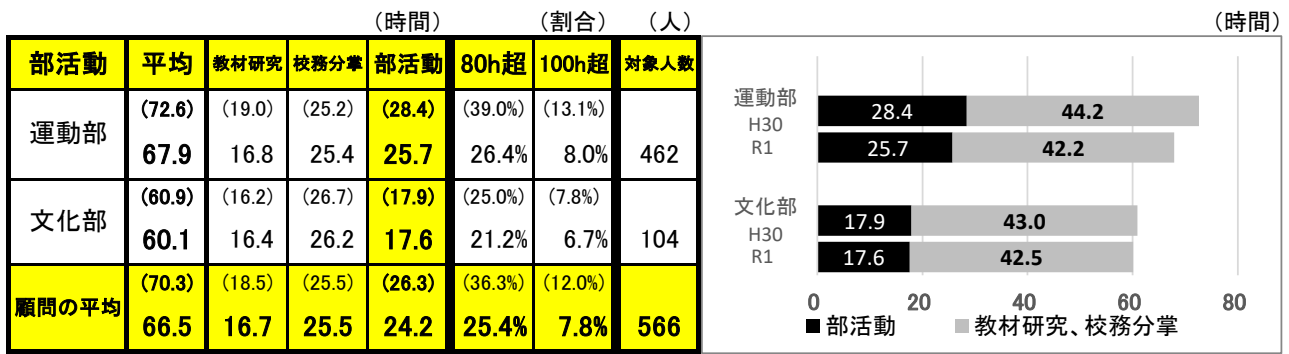 （時間）　（割合）　（人）
部活動　平均　教材研究　校務分掌　部活動　80h超　100h超　対象人数
運動部
(72.6)　(19.0)　(25.2)　(28.4)　(39.0%)　(13.1%)
67.9　16.8　25.4　25.7　26.4%　8.0%　462
文化部
(60.9)　(16.2)　(26.7)　(17.9)　(25.0%)　(7.8%)
60.1　16.4　26.2　17.6　21.2%　6.7%　104
顧問の平均
(70.3)　(18.5)　(25.5)　(26.3)　(36.3%)　(12.0%)
66.5　16.7　25.5　24.2　25.4%　7.8%　566
（時間）
運動部
H30　28.4　44.2
R1　25.7　42.2
文化部
H30　17.9　43.0
R1　17.6　42.5
0　20　40　60　80
■部活動　■教材研究、校務分掌